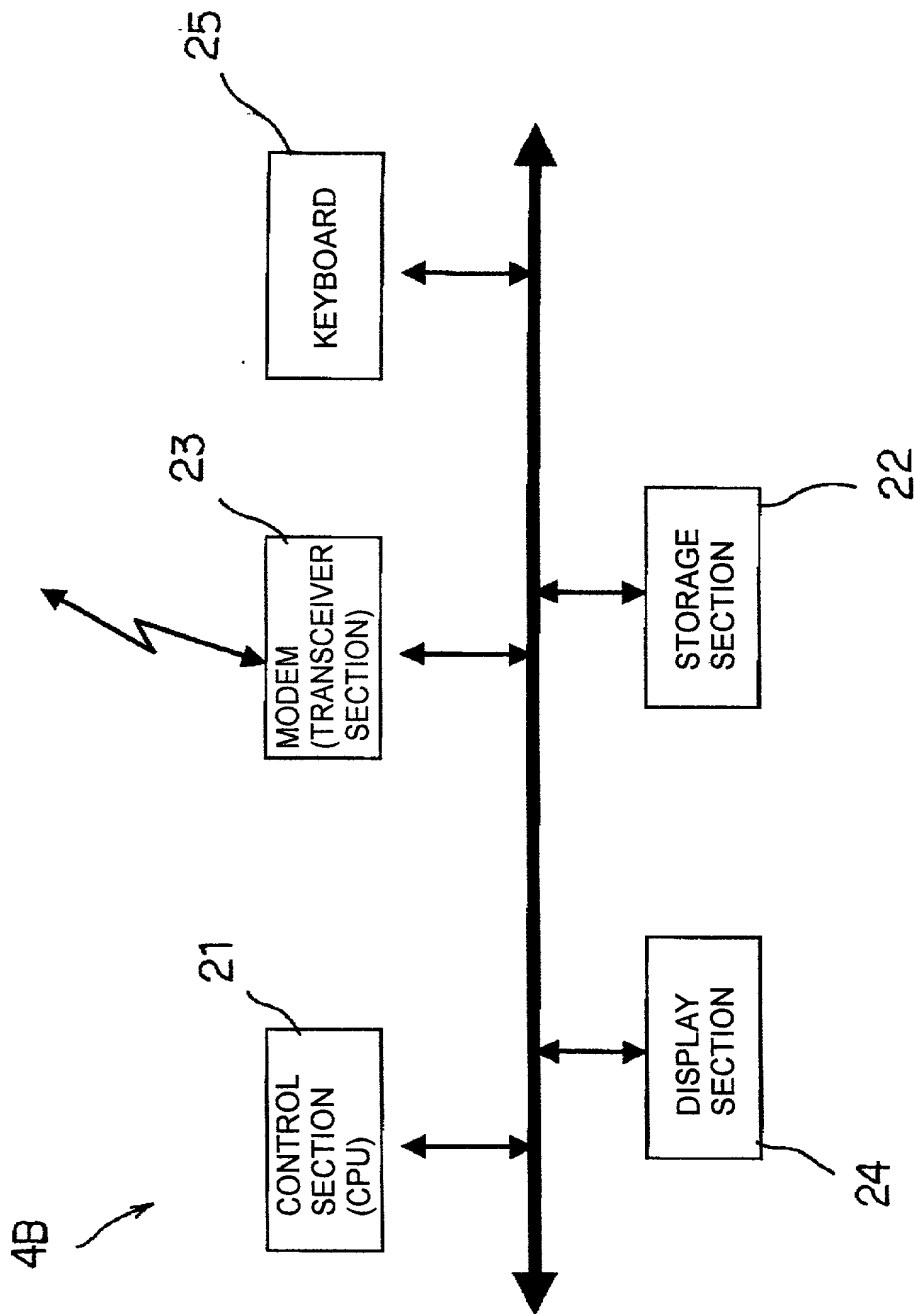 4B
21
CONTROL
SECTION
(CPU)
23
MODEM
(TRANSCEIVER
SECTION)
25
KEYBOARD
DISPLAY
SECTION
24
STORAGE
SECTION
22